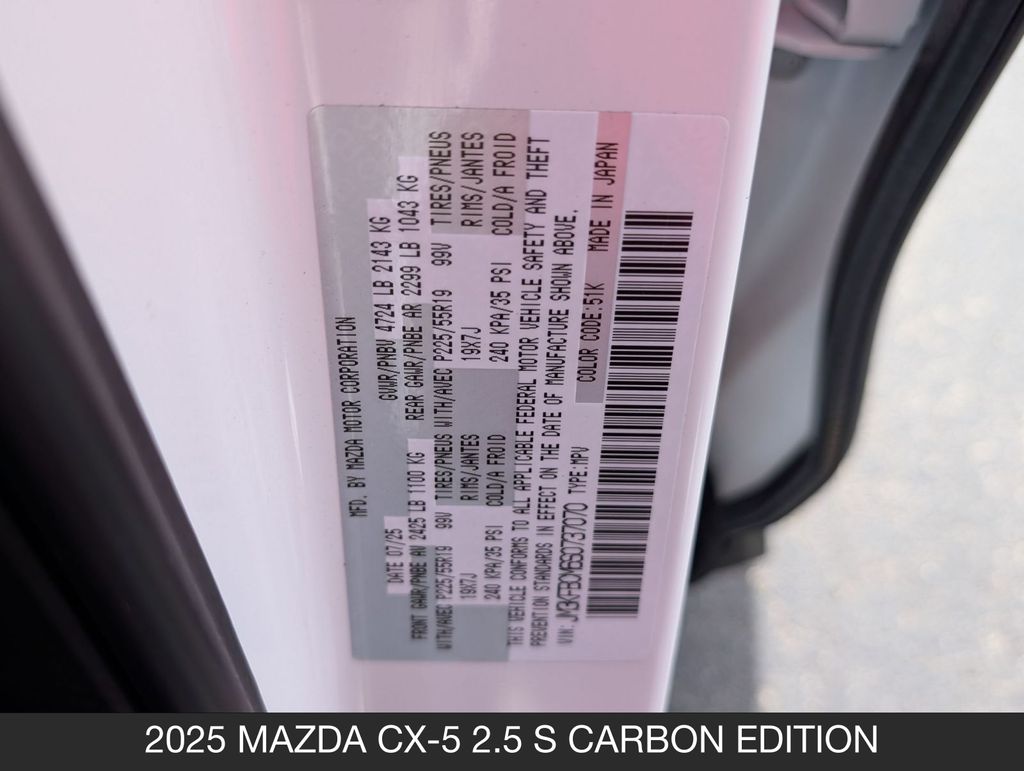 MFD. BY MAZDA MOTOR CORPORATION
DATE 07/25 GVWR/PNBV 4724 LB 2143 KG
FRONT GAWR/PNBE AV 2425 LB 1100 KG REAR GAWR/PNBE AR 2299 LB 1043 KG
WITH/AVEC P225/55R19 99V TIRES/PNEUS WITH/AVEC P225/55R19 99V TIRES/PNEUS
19X7J RIMS/JANTES 19X7J RIMS/JANTES
240 KPA/35 PSI COLD/A FROID 240 KPA/35 PSI COLD/A FROID
THIS VEHICLE CONFORMS TO ALL APPLICABLE FEDERAL MOTOR VEHICLE SAFETY AND THEFT
PREVENTION STANDARDS IN EFFECT ON THE DATE OF MANUFACTURE SHOWN ABOVE.
VIN: JM3KFBCM6S0737070 TYPE:MPV COLOR CODE:51K MADE IN JAPAN
2025 MAZDA CX-5 2.5 S CARBON EDITION